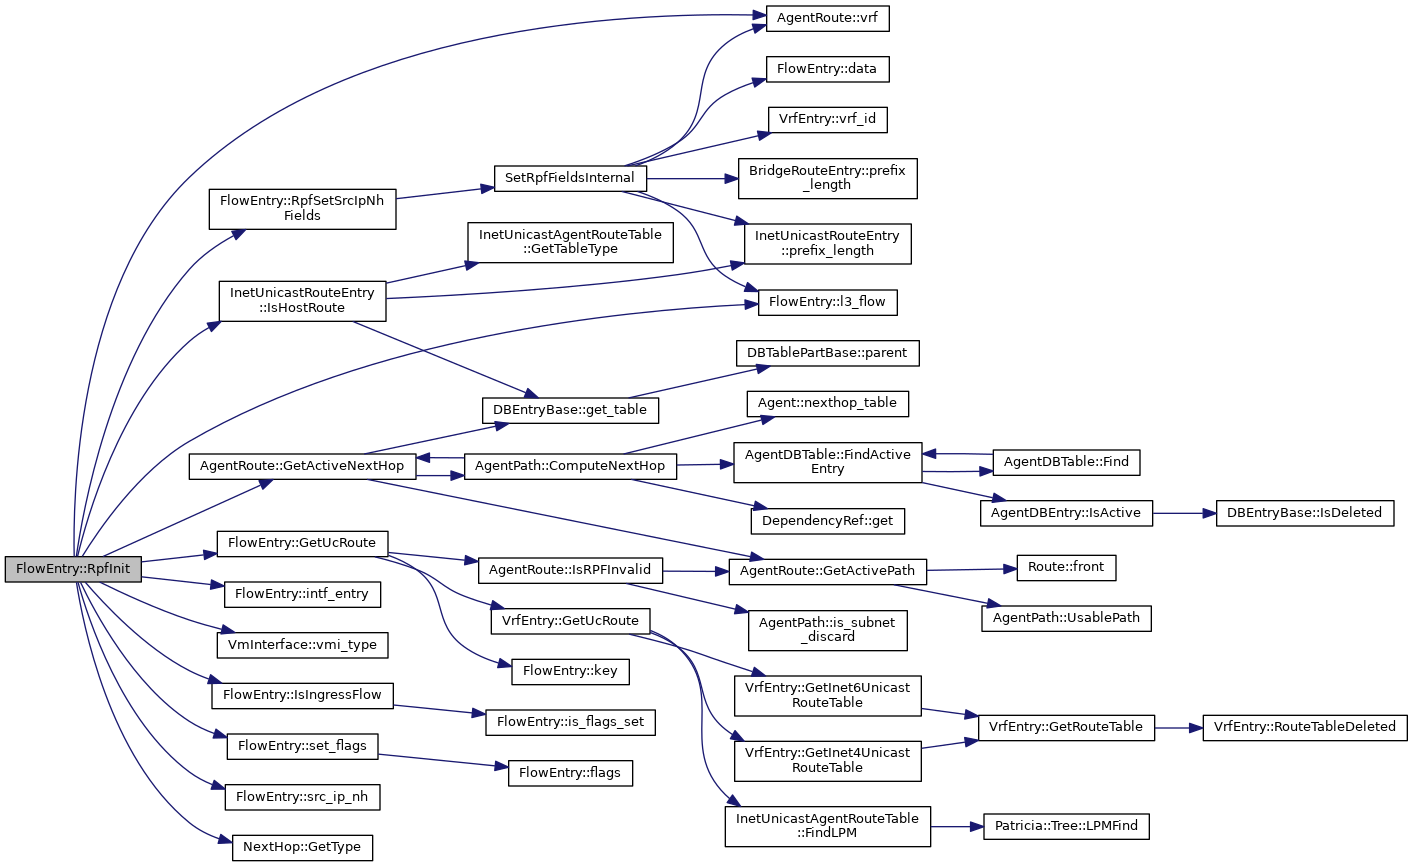 AgentRoute::vrf
FlowEntry::data
VrfEntry::vrf_id
SetRpfFieldsInternal
BridgeRouteEntry::prefix
_length
FlowEntry::RpfSetSrcIpNh
Fields
InetUnicastAgentRouteTable
::GetTableType
InetUnicastRouteEntry
::prefix_length
InetUnicastRouteEntry
::IsHostRoute
FlowEntry::l3_flow
DBTablePartBase::parent
DBEntryBase::get_table
Agent::nexthop_table
AgentRoute::GetActiveNextHop
AgentPath::ComputeNextHop
AgentDBTable::FindActive
Entry
AgentDBTable::Find
DependencyRef::get
AgentDBEntry::IsActive
DBEntryBase::IsDeleted
FlowEntry::GetUcRoute
FlowEntry::RpfInit
AgentRoute::IsRPFInvalid
AgentRoute::GetActivePath
Route::front
FlowEntry::intf_entry
VrfEntry::GetUcRoute
AgentPath::is_subnet
_discard
AgentPath::UsablePath
VmInterface::vmi_type
FlowEntry::key
FlowEntry::IsIngressFlow
VrfEntry::GetInet6Unicast
RouteTable
FlowEntry::is_flags_set
VrfEntry::GetRouteTable
VrfEntry::RouteTableDeleted
FlowEntry::set_flags
VrfEntry::GetInet4Unicast
RouteTable
FlowEntry::flags
FlowEntry::src_ip_nh
InetUnicastAgentRouteTable
::FindLPM
Patricia::Tree::LPMFind
NextHop::GetType